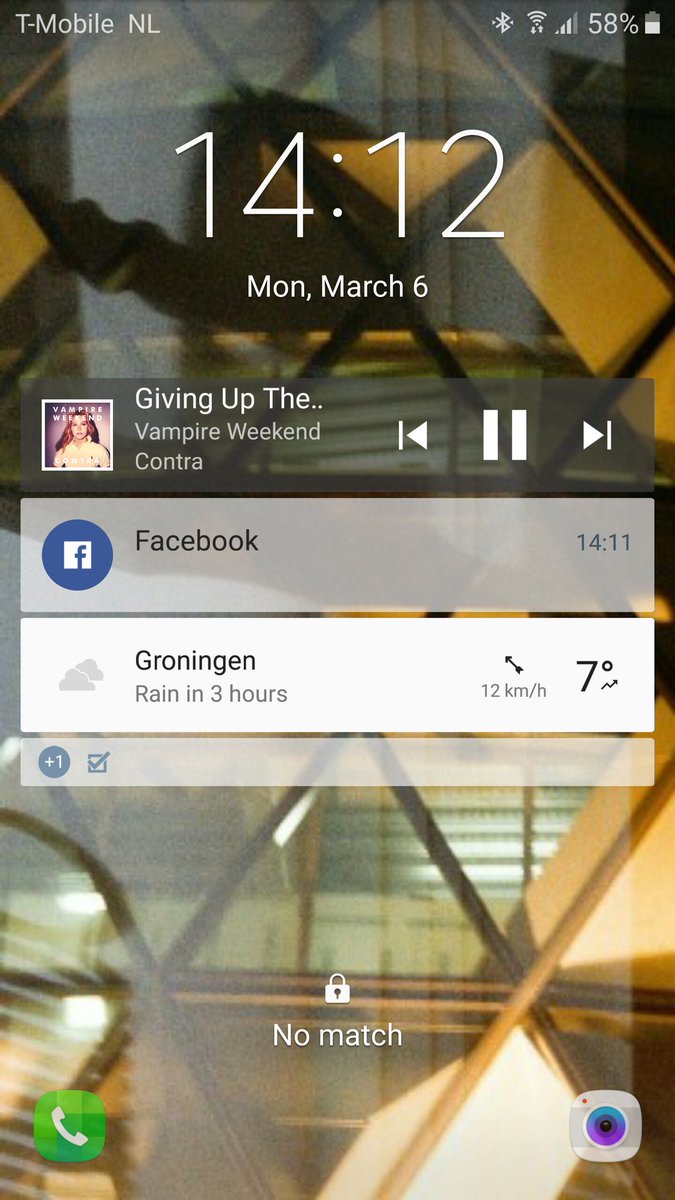 T-Mobile NL
58%
14:12
Mon, March 6
VAMPIRE
WEEKEND
CONTRA
Giving Up The..
Vampire Weekend
Contra
Facebook
14:11
Groningen
Rain in 3 hours
12 km/h
7°
+1
No match